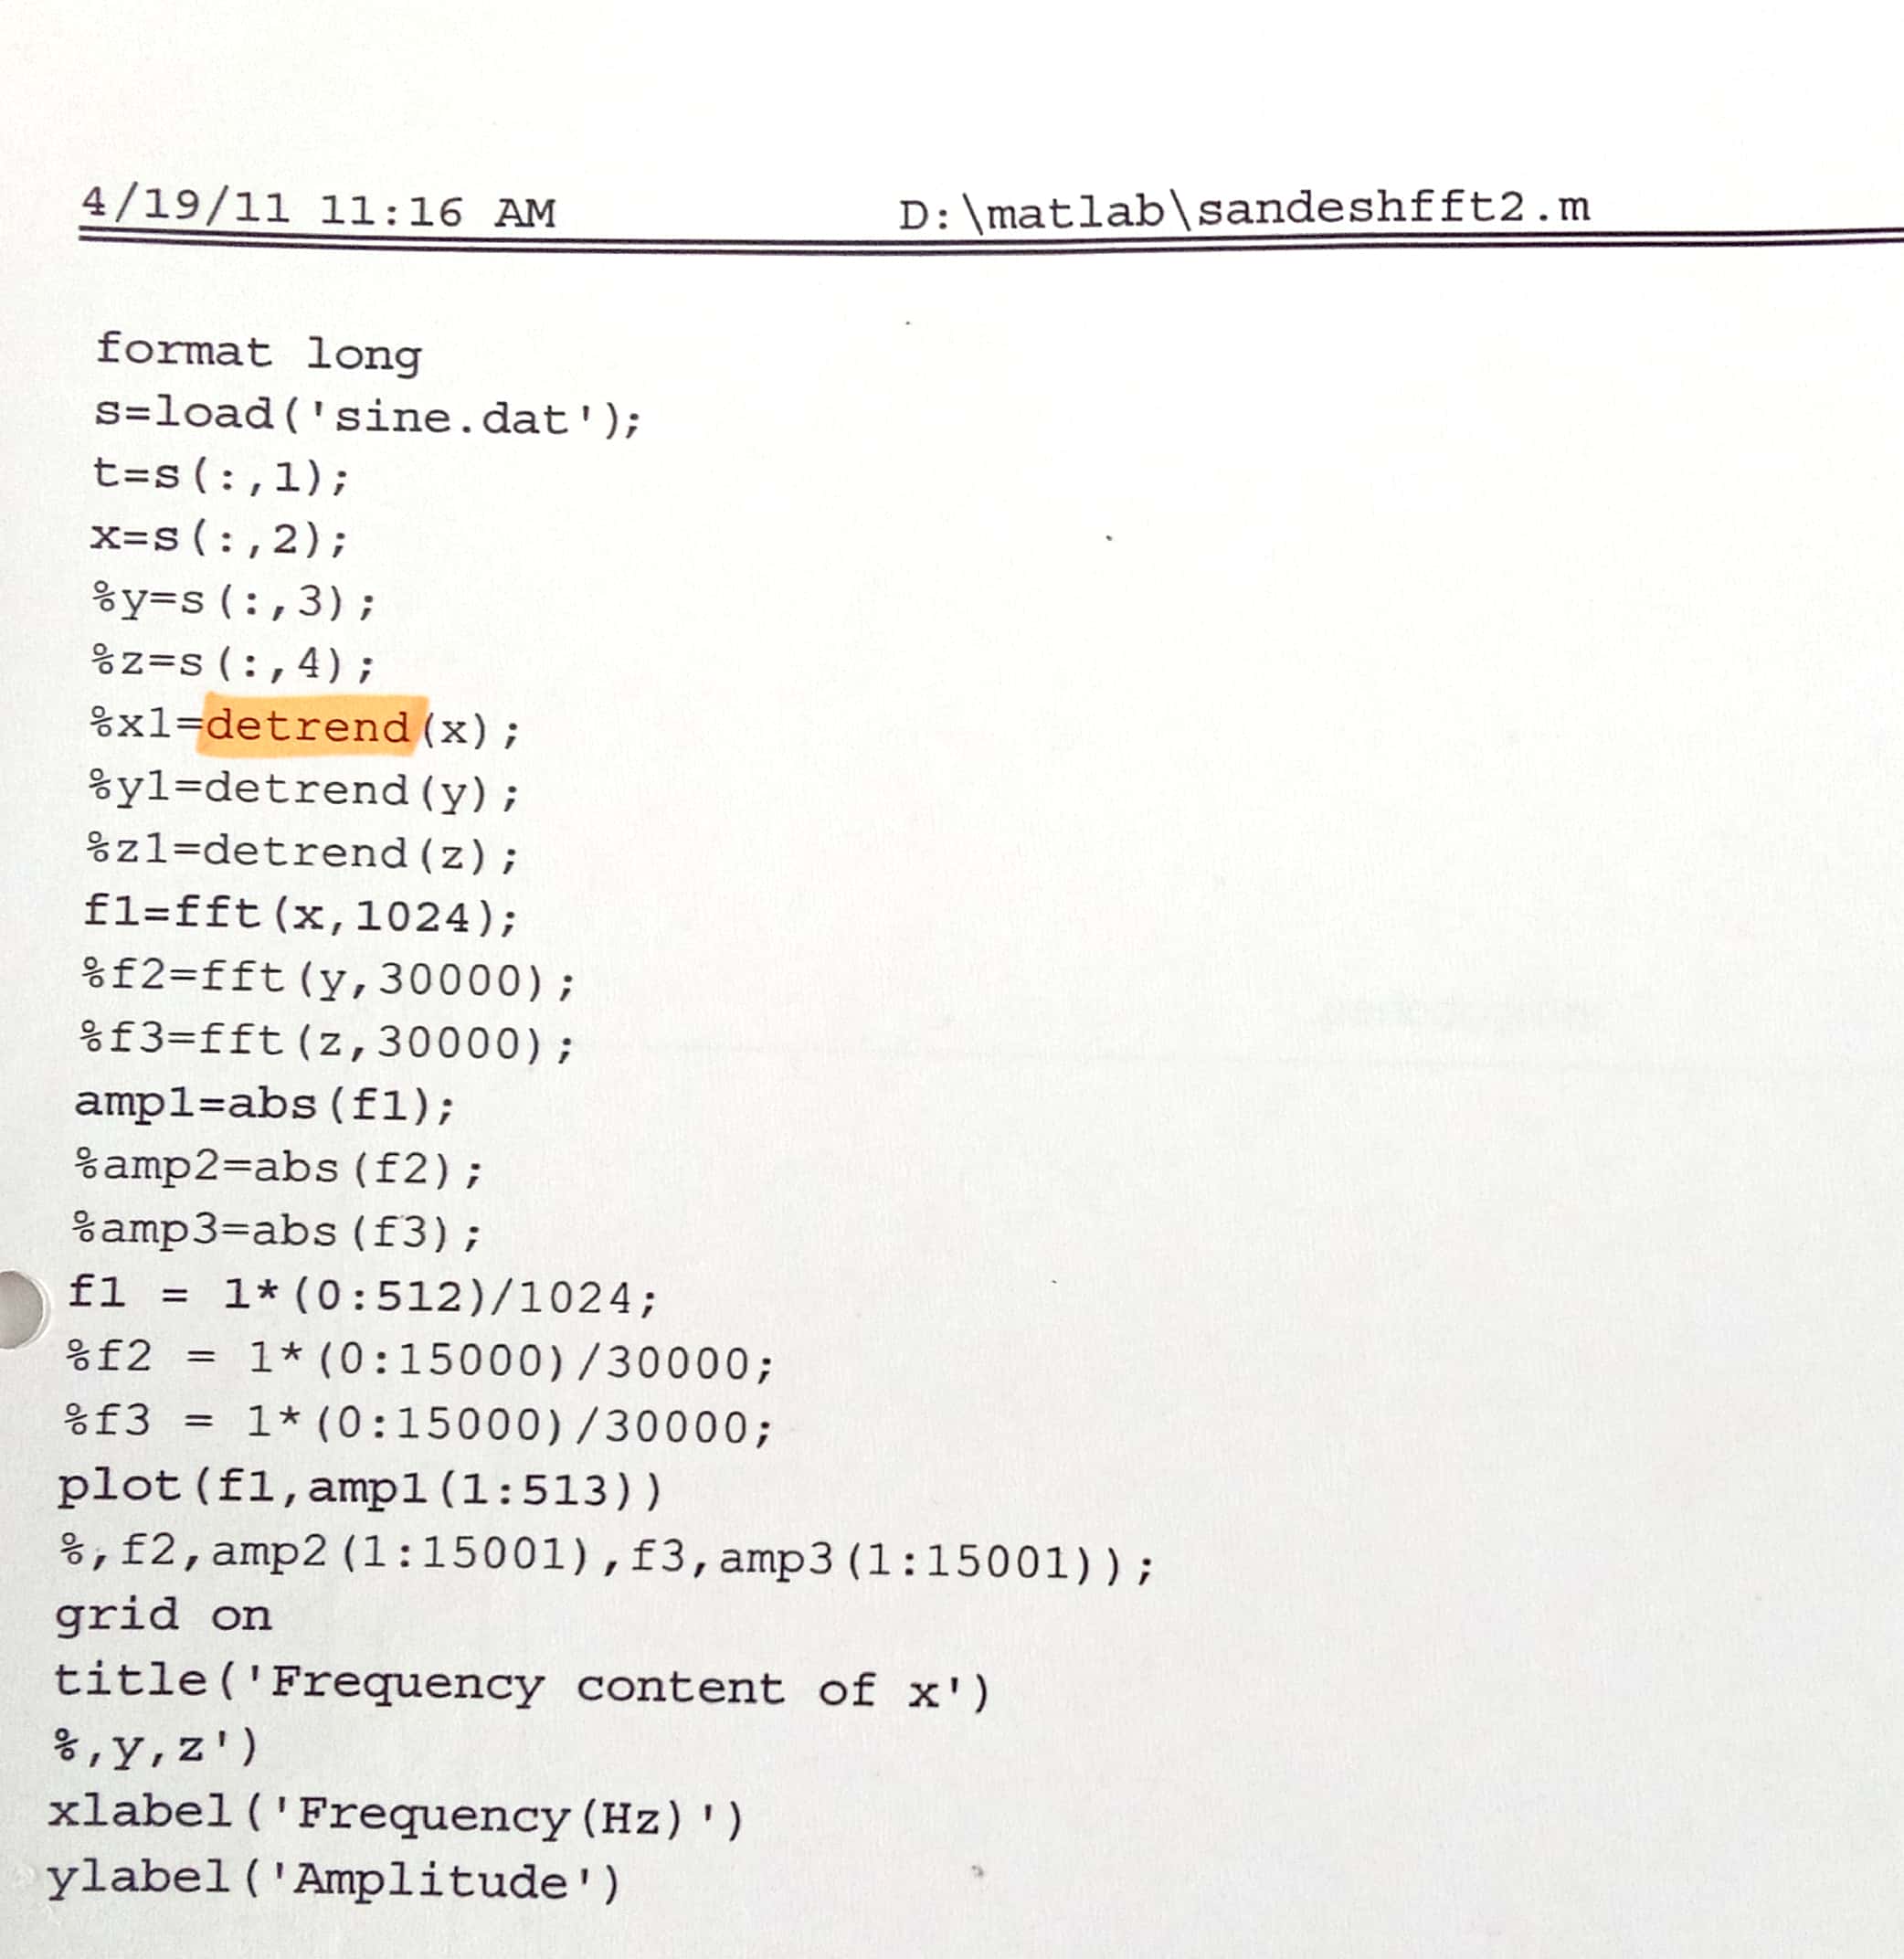 4/19/11 11:16 AM D:\matlab\sandeshfft2.m
format long
s=load('sine.dat');
t=s(:,1);
x=s(:,2);
%y=s(:,3);
%z=s(:,4);
%x1=detrend(x);
%y1=detrend(y);
%z1=detrend(z);
f1=fft(x,1024);
%f2=fft(y,30000);
%f3=fft(z,30000);
amp1=abs(f1);
%amp2=abs(f2);
%amp3=abs(f3);
f1 = 1*(0:512)/1024;
%f2 = 1*(0:15000)/30000;
%f3 = 1*(0:15000)/30000;
plot(f1,amp1(1:513))
%,f2,amp2(1:15001),f3,amp3(1:15001));
grid on
title('Frequency content of x')
%,y,z')
xlabel('Frequency(Hz)')
ylabel('Amplitude')